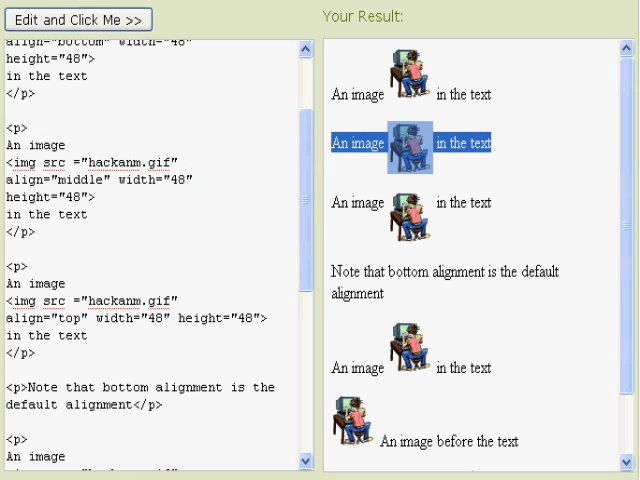 Edit and Click Me >>
align="bottom" width="48"
height="48">
in the text
</p>
<p>
An image
<img src ="hackanm.gif"
align="middle" width="48"
height="48">
in the text
</p>
<p>
An image
<img src ="hackanm.gif"
align="top" width="48" height="48">
in the text
</p>
<p>Note that bottom alignment is the
default alignment</p>
<p>
An image
Your Result:
An image in the text
An image in the text
An image in the text
Note that bottom alignment is the default
alignment
An image in the text
An image before the text